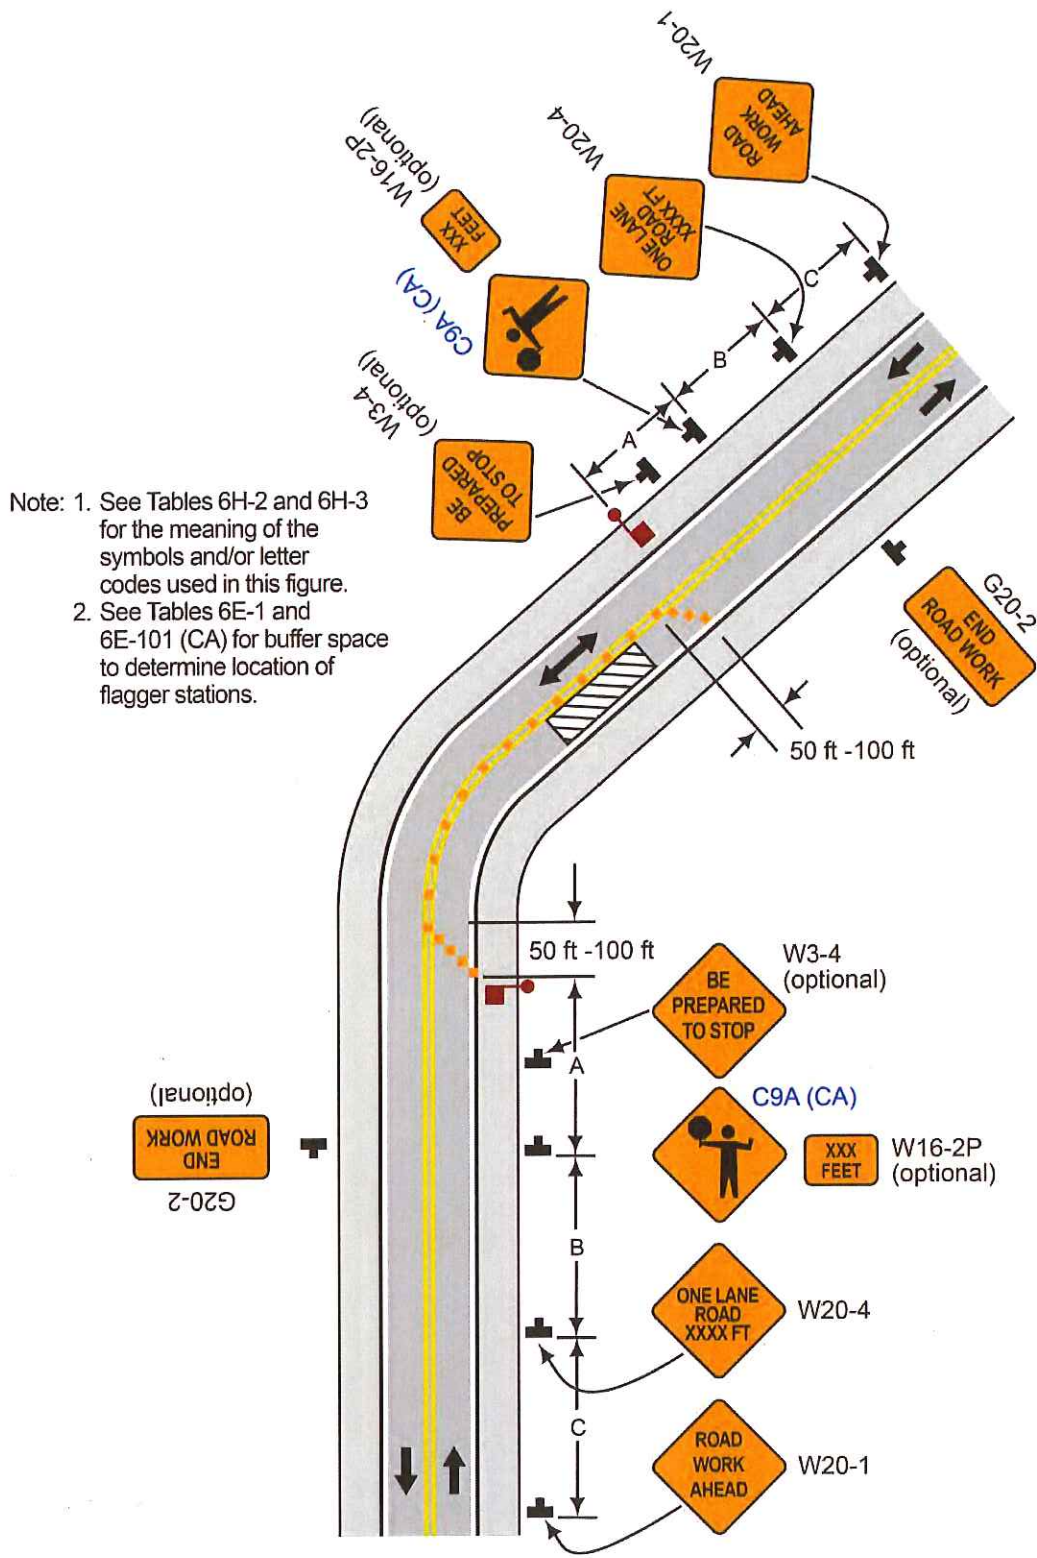 W20-1
ROAD
WORK
AHEAD
W20-4
ONE LANE
ROAD
XXXX FT
W16-2P
(optional)
XXX
FEET
C9A (CA)
W3-4
(optional)
BE
PREPARED
TO STOP
C
B
A
Note: 1. See Tables 6H-2 and 6H-3
for the meaning of the
symbols and/or letter
codes used in this figure.
2. See Tables 6E-1 and
6E-101 (CA) for buffer space
to determine location of
flagger stations.
G20-2
END
ROAD WORK
(optional)
50 ft -100 ft
50 ft -100 ft
BE
PREPARED
TO STOP
W3-4
(optional)
A
C9A (CA)
XXX
FEET
W16-2P
(optional)
G20-2
END
ROAD WORK
(optional)
B
ONE LANE
ROAD
XXXX FT
W20-4
C
ROAD
WORK
AHEAD
W20-1